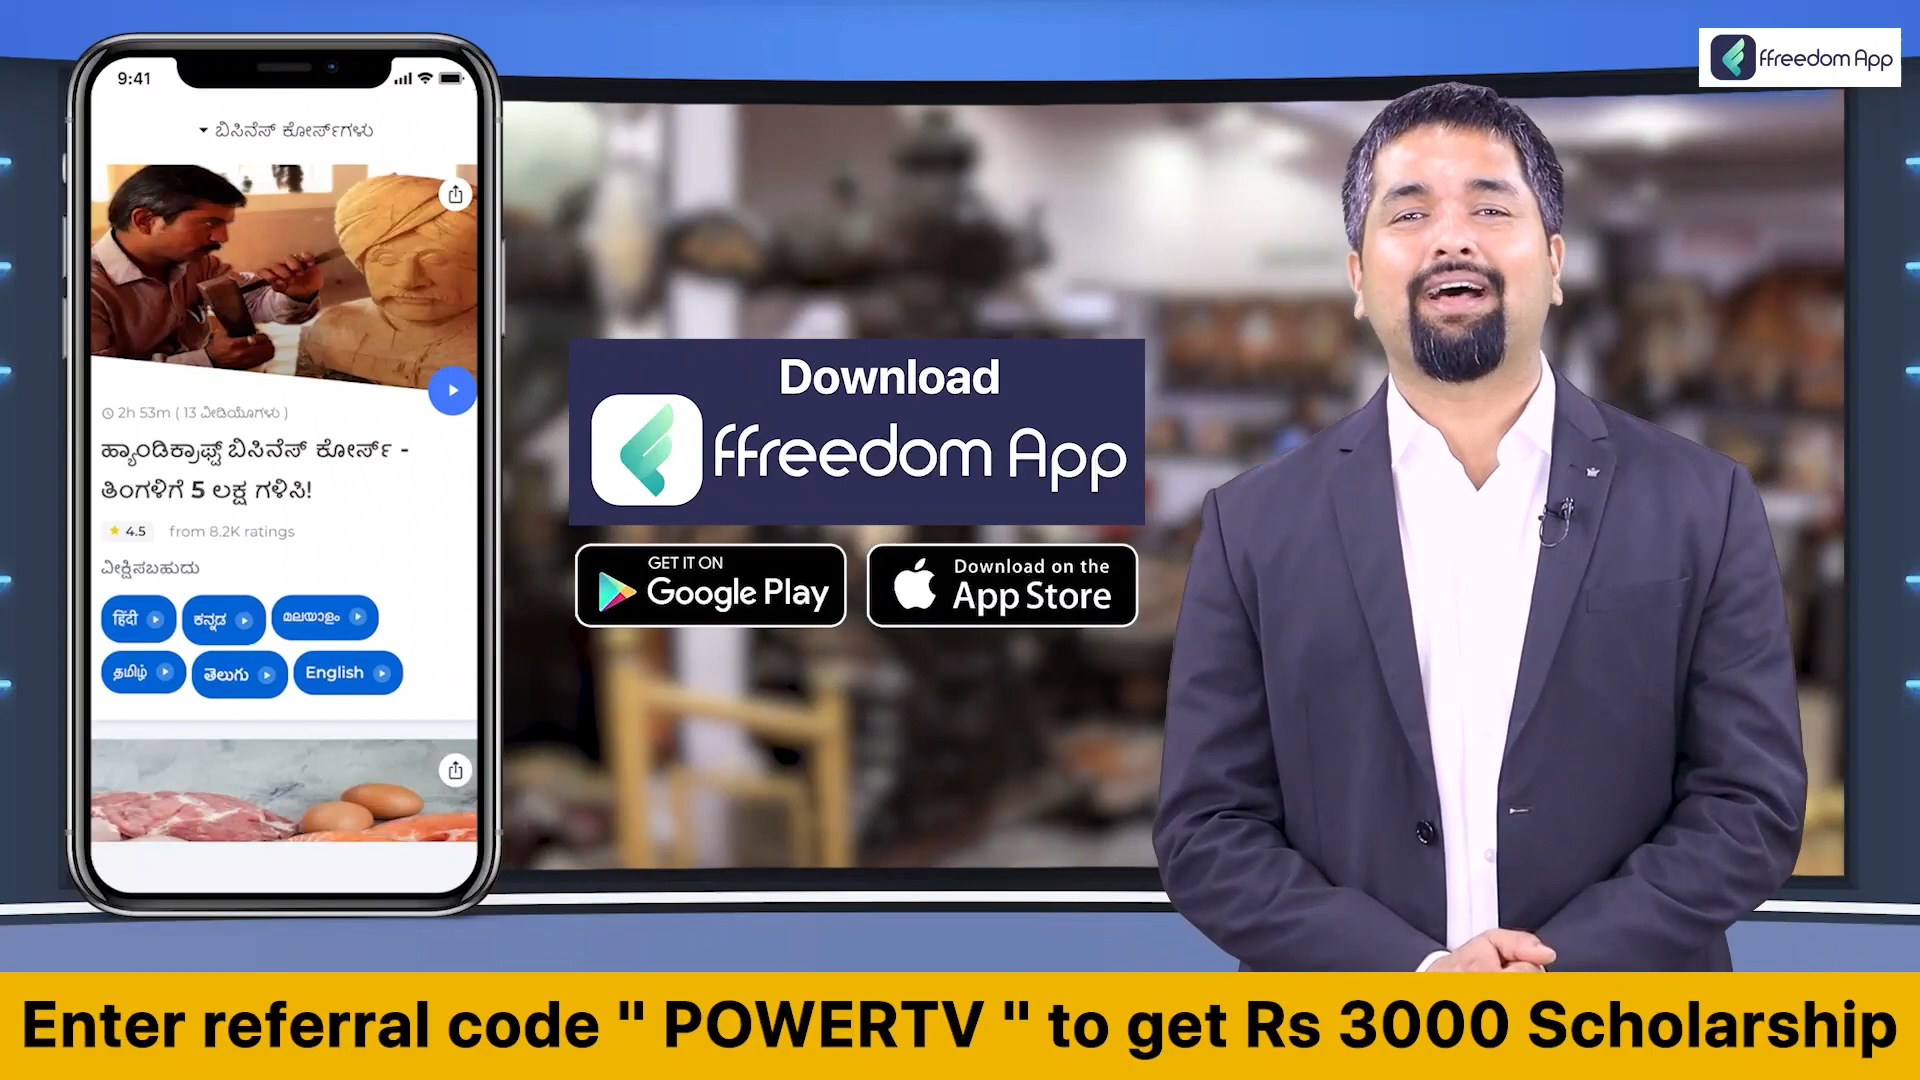 9:41
ಬಿಸಿನೆಸ್ ಕೋರ್ಸ್‌ಗಳು
2h 53m ( 13 ವೀಡಿಯೊಗಳು )
ಹ್ಯಾಂಡಿಕ್ರಾಫ್ಟ್ ಬಿಸಿನೆಸ್ ಕೋರ್ಸ್ -
ತಿಂಗಳಿಗೆ 5 ಲಕ್ಷ ಗಳಿಸಿ!
4.5 from 8.2K ratings
ವೀಕ್ಷಿಸಬಹುದು
हिंदी ಕನ್ನಡ മലയാളം
தமிழ் తెలుగు English
Download
ffreedom App
GET IT ON
Google Play
Download on the
App Store
ffreedom App
Enter referral code " POWERTV " to get Rs 3000 Scholarship